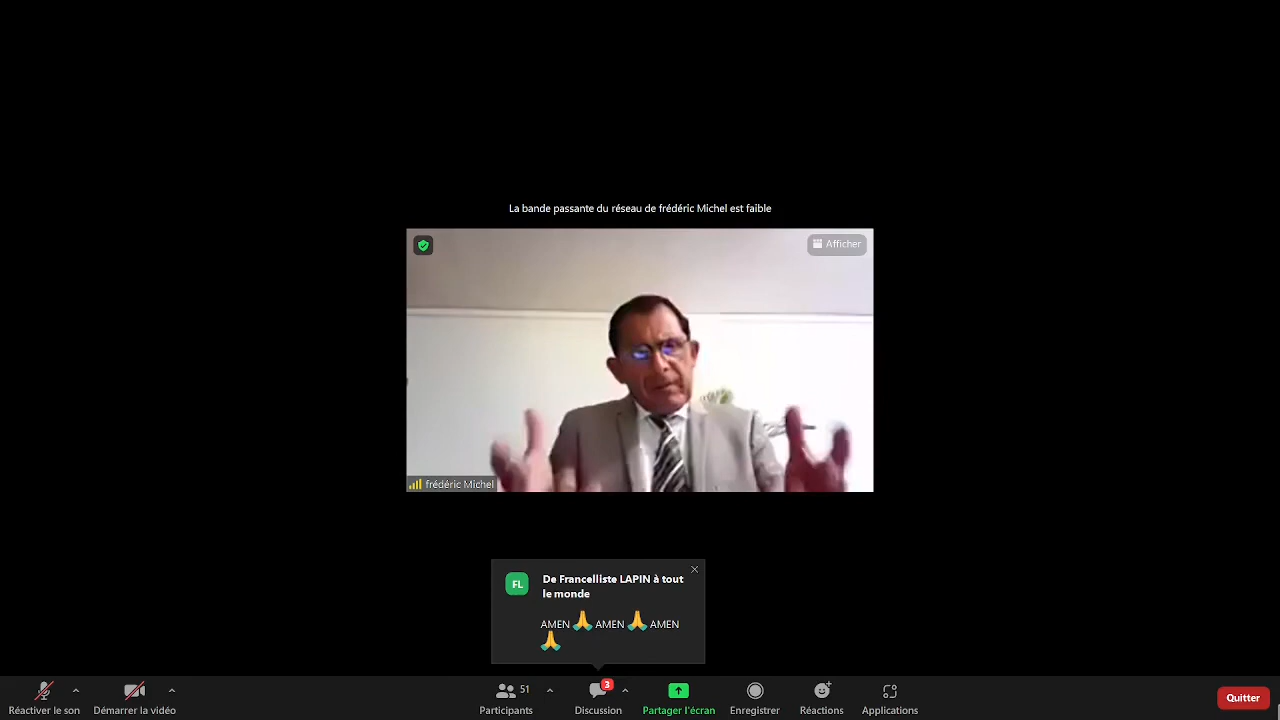 La bande passante du réseau de frédéric Michel est faible
Afficher
frédéric Michel
FL
De Francelliste LAPIN à tout
le monde
AMEN 🙏 AMEN 🙏 AMEN
🙏
51
3
Réactiver le son
Démarrer la vidéo
Participants
Discussion
Partager l'écran
Enregistrer
Réactions
Applications
Quitter